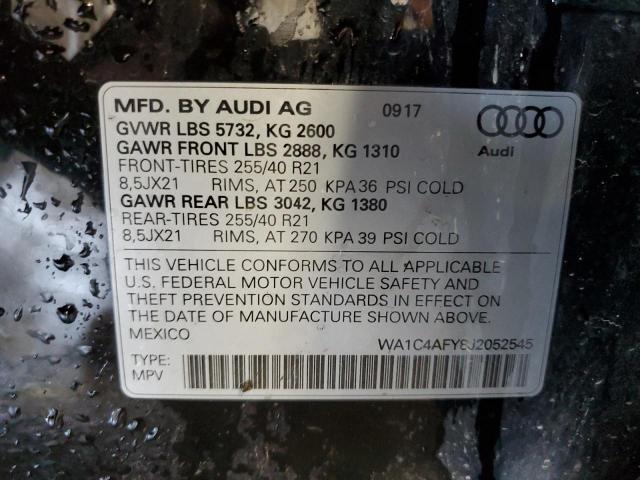 MFD. BY AUDI AG 0917
GVWR LBS 5732, KG 2600
GAWR FRONT LBS 2888, KG 1310
FRONT-TIRES 255/40 R21
8,5JX21 RIMS, AT 250 KPA 36 PSI COLD
GAWR REAR LBS 3042, KG 1380
REAR-TIRES 255/40 R21
8,5JX21 RIMS, AT 270 KPA 39 PSI COLD
Audi
THIS VEHICLE CONFORMS TO ALL APPLICABLE
U.S. FEDERAL MOTOR VEHICLE SAFETY AND
THEFT PREVENTION STANDARDS IN EFFECT ON
THE DATE OF MANUFACTURE SHOWN ABOVE.
MEXICO
WA1C4AFY6J2052545
TYPE:
MPV